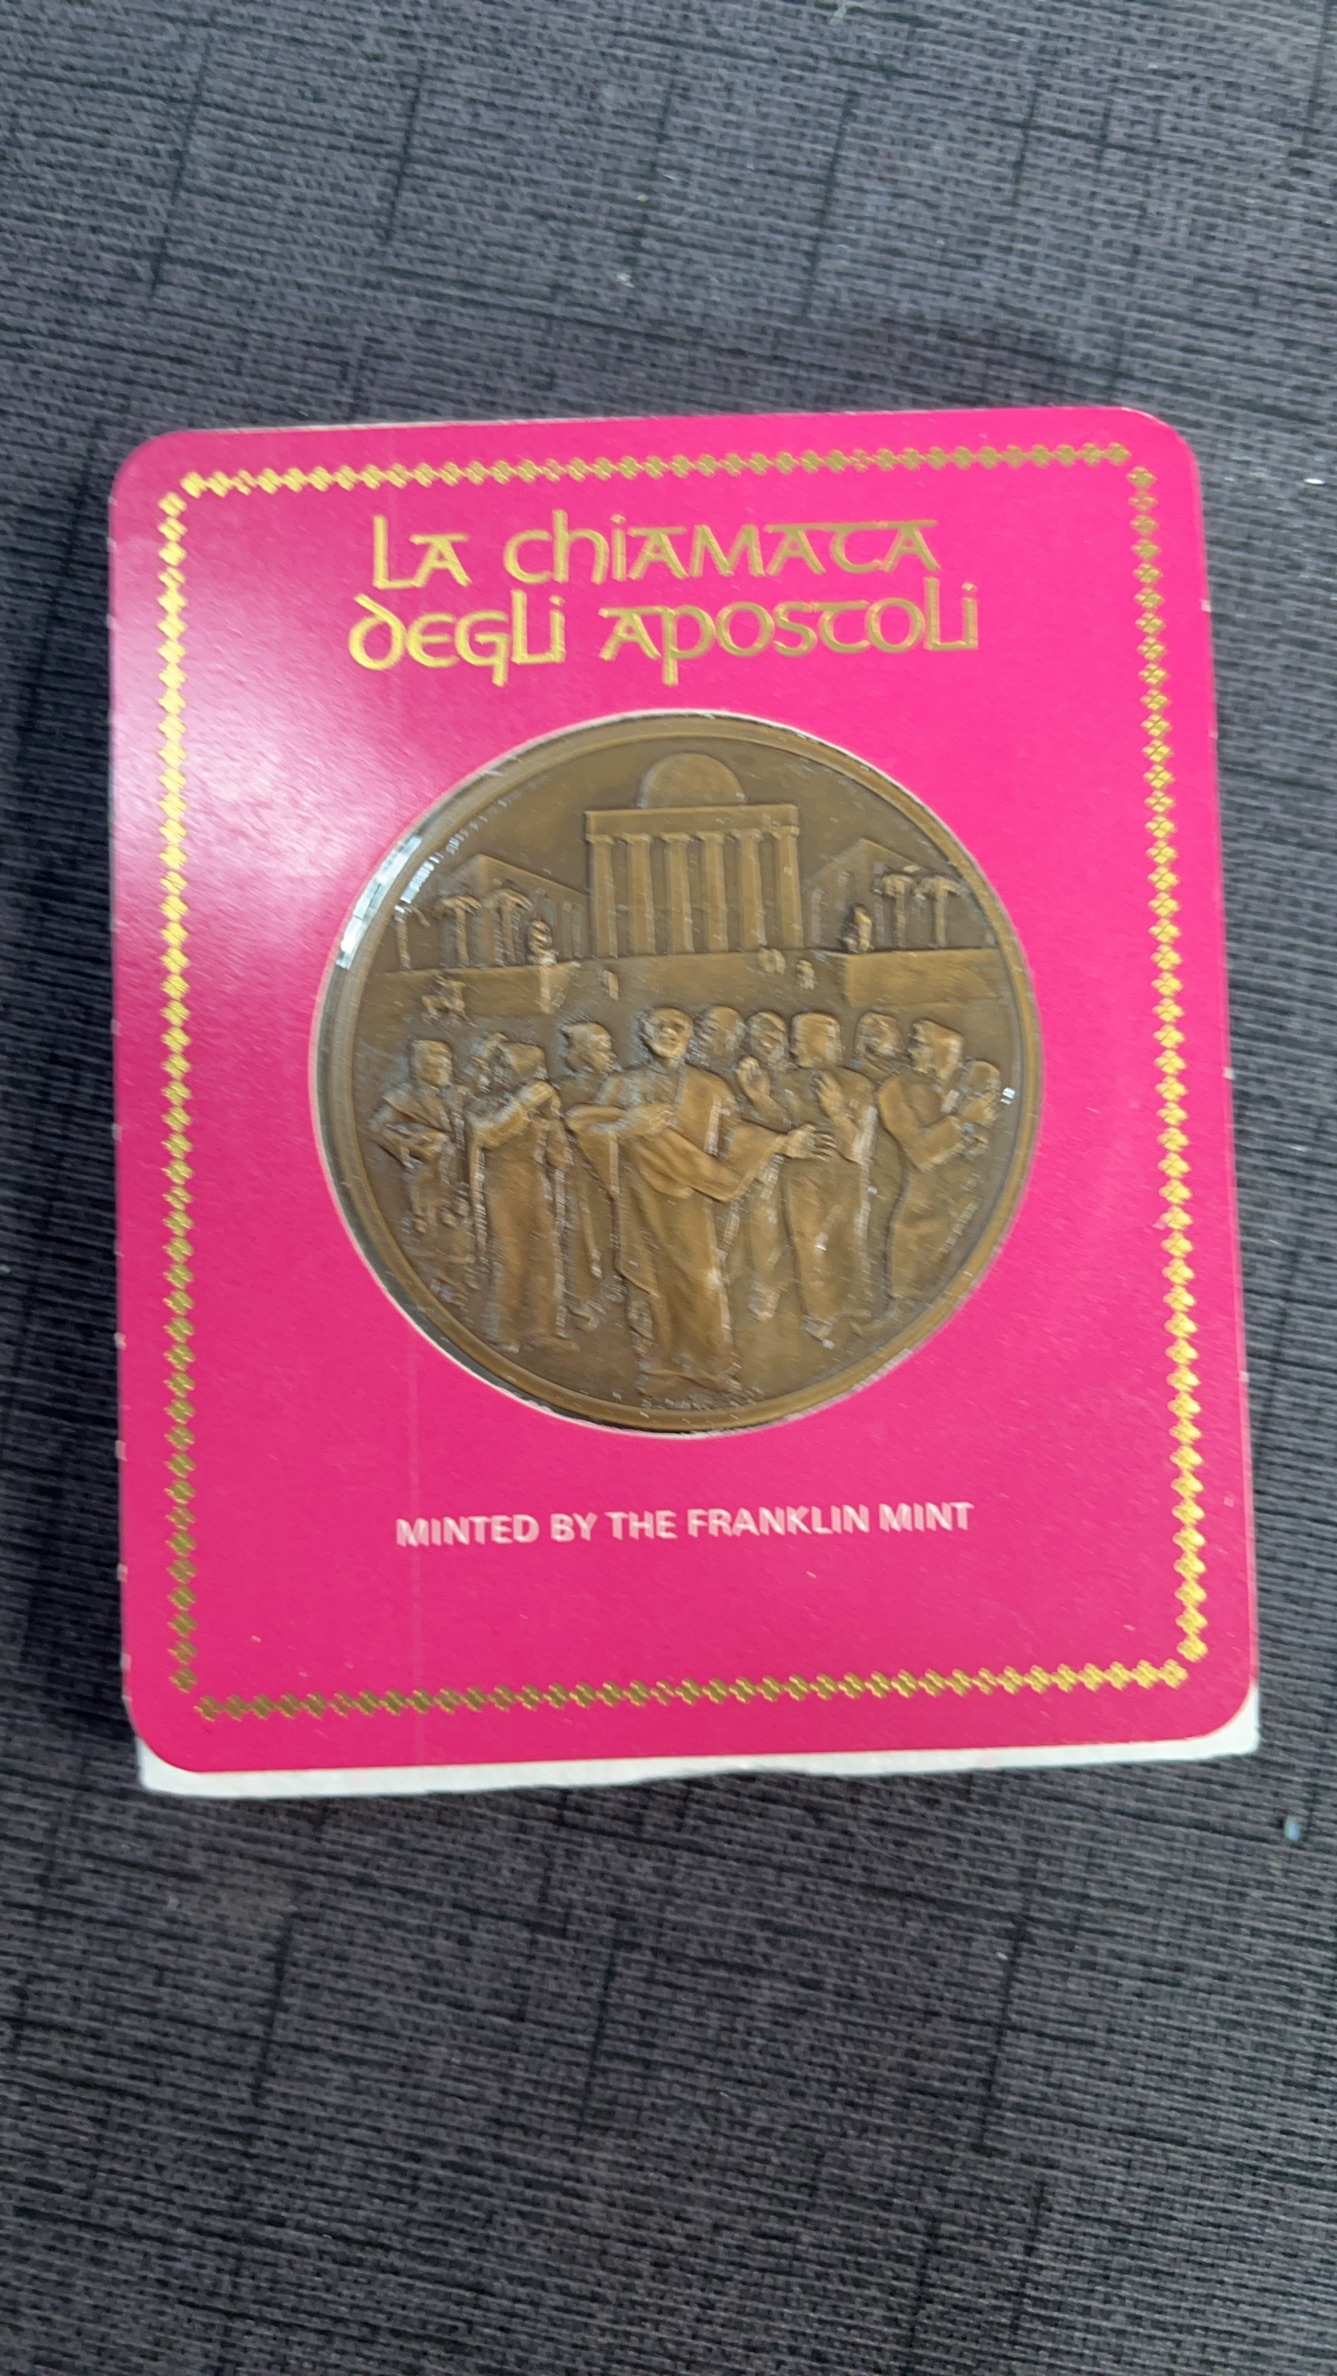 La chiamata
degli apostoli
MINTED BY THE FRANKLIN MINT